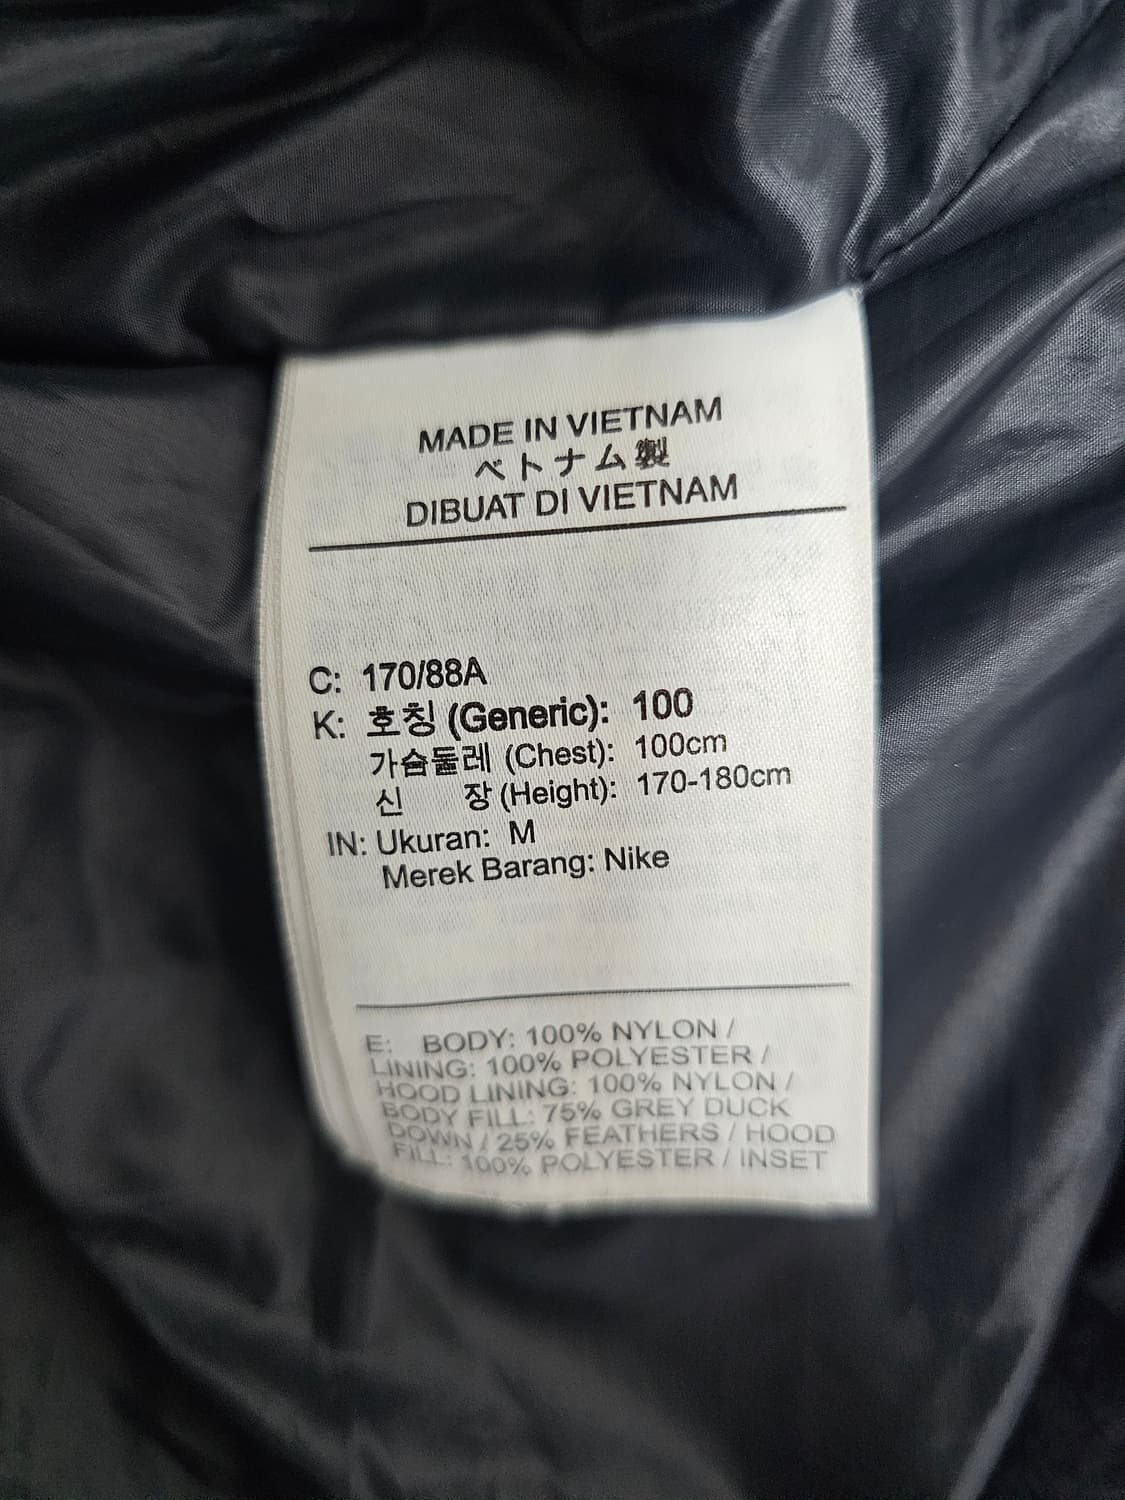 MADE IN VIETNAM
ベトナム製
DIBUAT DI VIETNAM
C: 170/88A
K: 호칭 (Generic): 100
가슴둘레 (Chest): 100cm
신 장 (Height): 170-180cm
IN: Ukuran: M
Merek Barang: Nike
E: BODY: 100% NYLON /
LINING: 100% POLYESTER /
HOOD LINING: 100% NYLON /
BODY FILL: 75% GREY DUCK
DOWN / 25% FEATHERS / HOOD
FILL: 100% POLYESTER / INSET